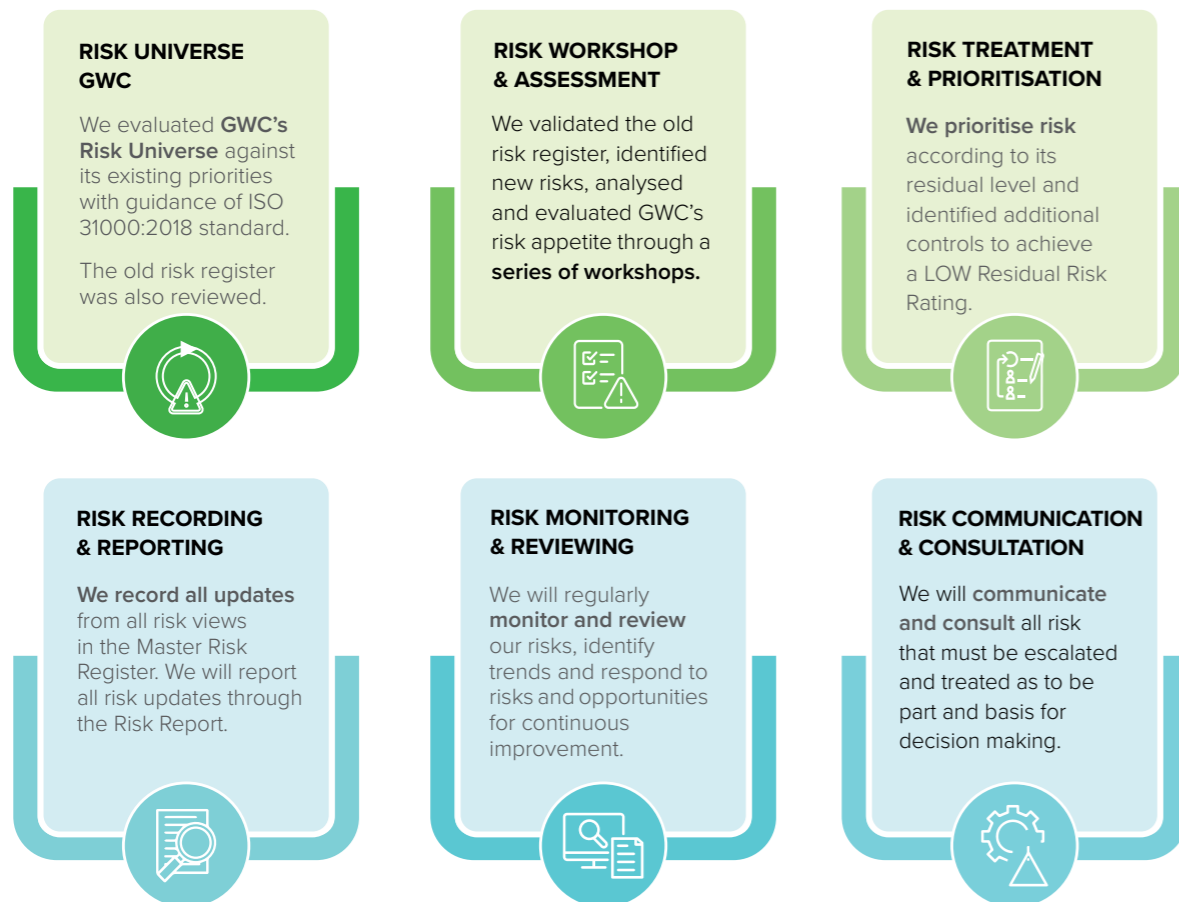 RISK UNIVERSE
GWC
We evaluated GWC's
Risk Universe against
its existing priorities
with guidance of ISO
31000:2018 standard.
The old risk register
was also reviewed.
RISK WORKSHOP
& ASSESSMENT
We validated the old
risk register, identified
new risks, analysed
and evaluated GWC's
risk appetite through a
series of workshops.
RISK TREATMENT
& PRIORITISATION
We prioritise risk
according to its
residual level and
identified additional
controls to achieve
a LOW Residual Risk
Rating.
RISK RECORDING
& REPORTING
We record all updates
from all risk views
in the Master Risk
Register. We will report
all risk updates through
the Risk Report.
RISK MONITORING
& REVIEWING
We will regularly
monitor and review
our risks, identify
trends and respond to
risks and opportunities
for continuous
improvement.
RISK COMMUNICATION
& CONSULTATION
We will communicate
and consult all risk
that must be escalated
and treated as to be
part and basis for
decision making.